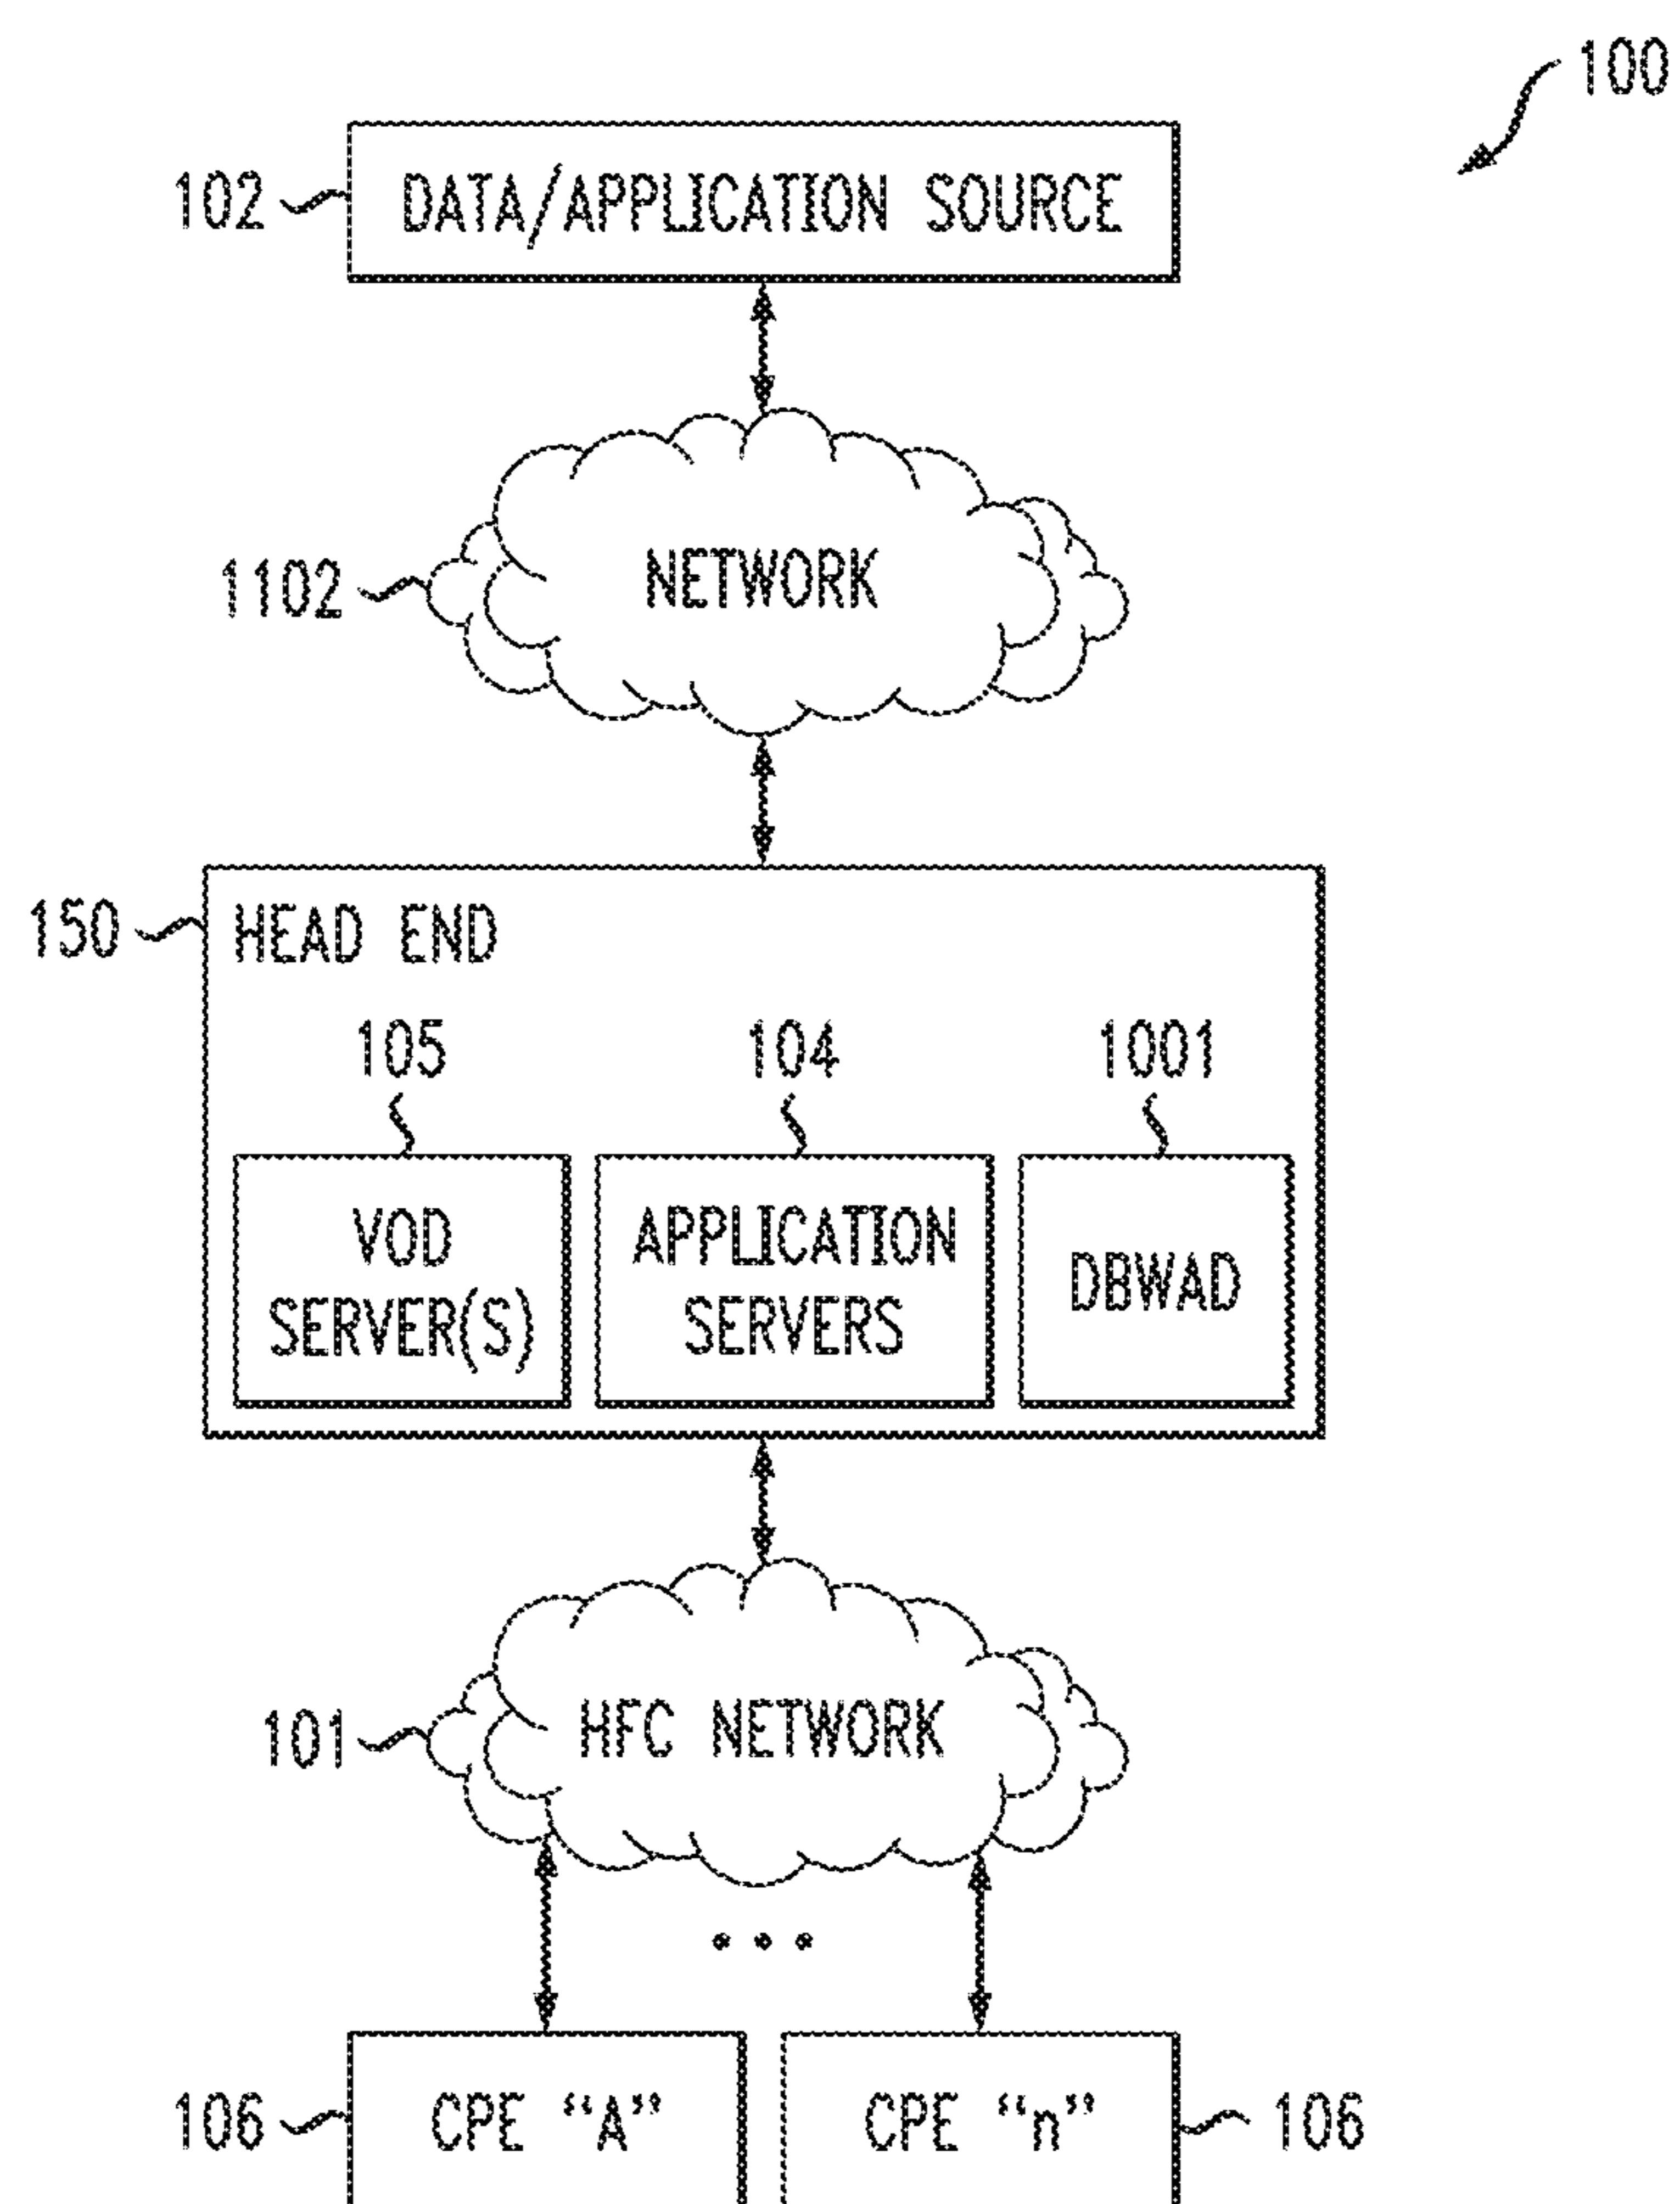 100
102
DATA/APPLICATION SOURCE
1102
NETWORK
150
HEAD END
105
104
1001
VOD
SERVER(S)
APPLICATION
SERVERS
DBWAD
101
HFC NETWORK
106
CPE "A"
CPE "n"
106